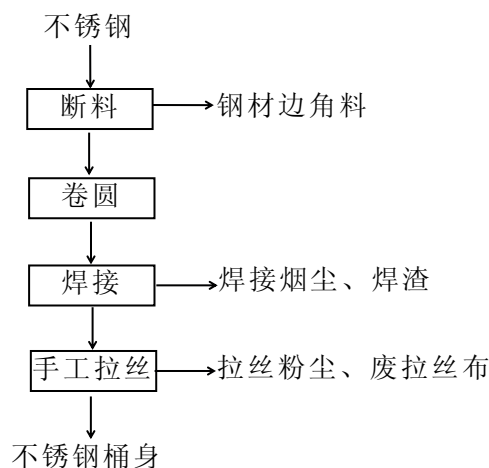 不锈钢
断料
钢材边角料
卷圆
焊接
焊接烟尘、焊渣
手工拉丝
拉丝粉尘、废拉丝布
不锈钢桶身